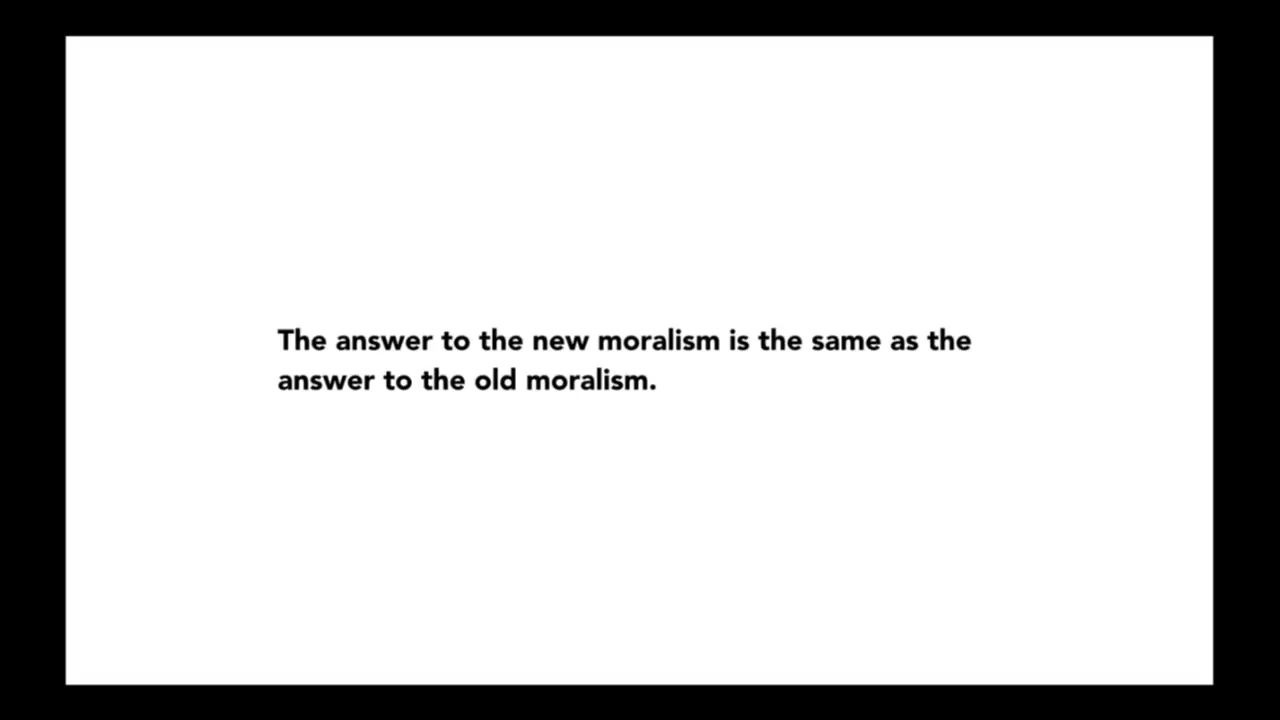 The answer to the new moralism is the same as the
answer to the old moralism.